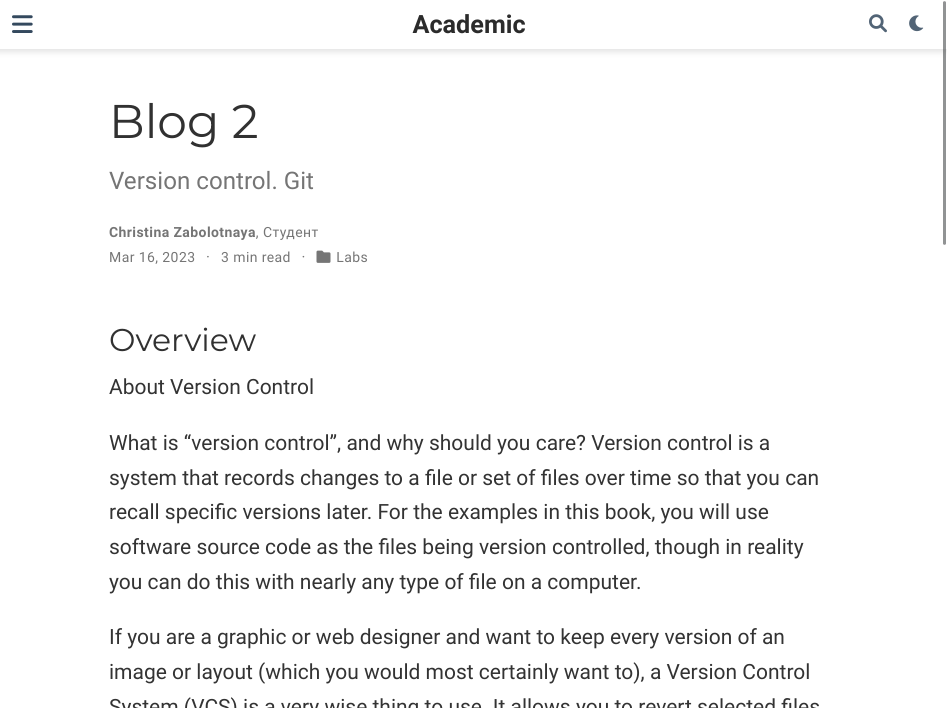 Academic
Blog 2
Version control. Git
Christina Zabolotnaya, Студент
Mar 16, 2023 · 3 min read · Labs
Overview
About Version Control
What is “version control”, and why should you care? Version control is a
system that records changes to a file or set of files over time so that you can
recall specific versions later. For the examples in this book, you will use
software source code as the files being version controlled, though in reality
you can do this with nearly any type of file on a computer.
If you are a graphic or web designer and want to keep every version of an
image or layout (which you would most certainly want to), a Version Control
System (VCS) is a very wise thing to use. It allows you to revert selected files